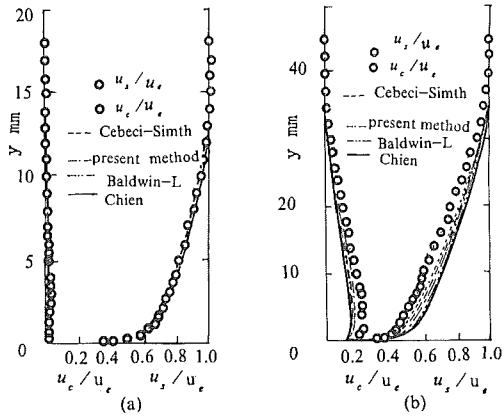 (a)
20
15
10
5
0
y mm
u_s/u_e
u_c/u_e
Cebeci-Simth
present method
Baldwin-L
Chien
0.2 0.4 0.6 0.8 1.0
u_c/u_e u_s/u_e
(a)
(b)
40
20
10
0
y mm
u_s/u_e
u_c/u_e
Cebeci-Simth
present method
Baldwin-L
Chien
0.2 0.4 0.6 0.8 1.0
u_c/u_e u_s/u_e
(b)